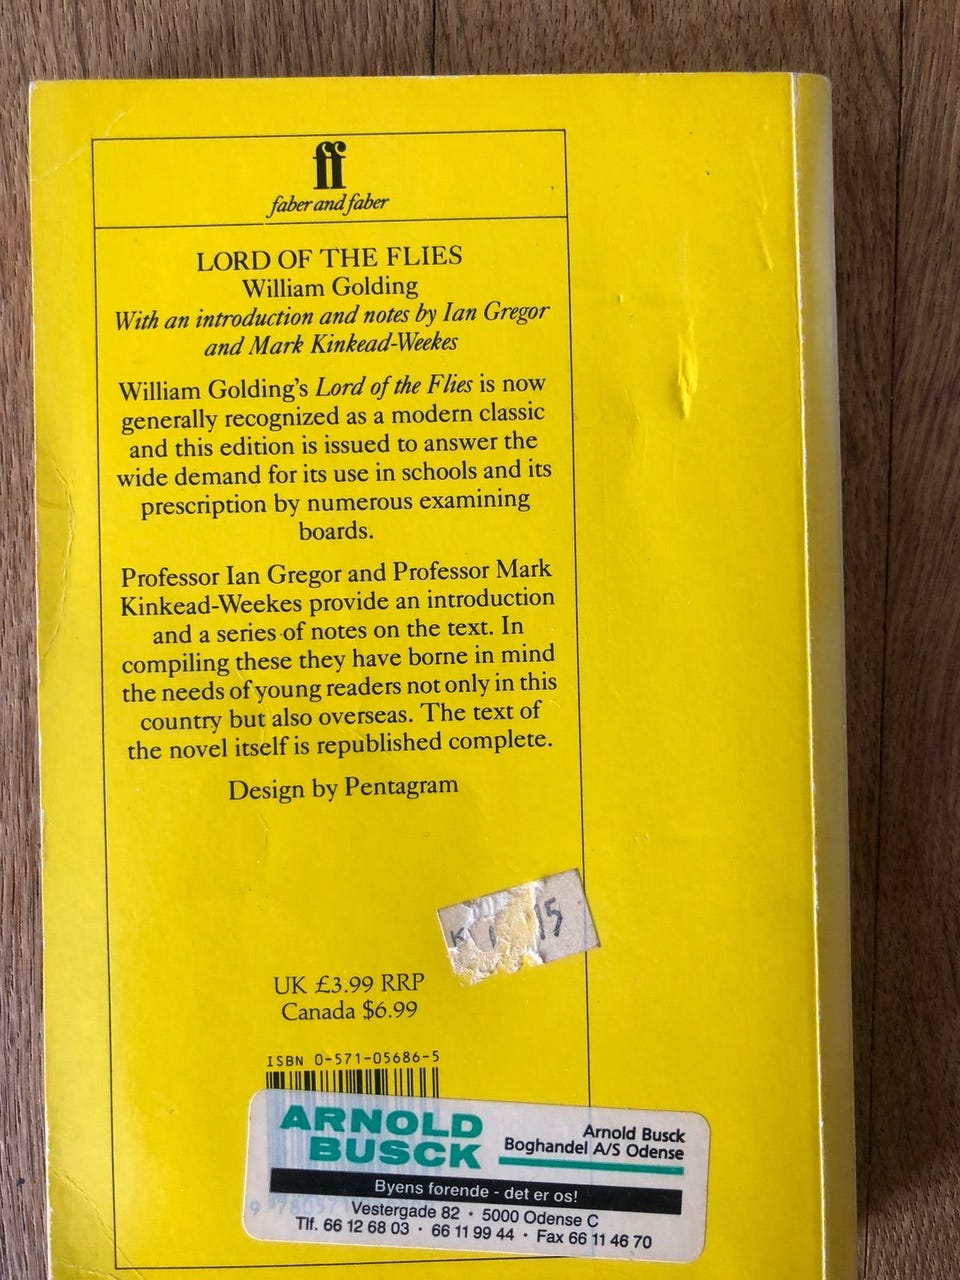 ff
faber and faber
LORD OF THE FLIES
William Golding
With an introduction and notes by Ian Gregor
and Mark Kinkead-Weekes
William Golding's Lord of the Flies is now
generally recognized as a modern classic
and this edition is issued to answer the
wide demand for its use in schools and its
prescription by numerous examining
boards.
Professor Ian Gregor and Professor Mark
Kinkead-Weekes provide an introduction
and a series of notes on the text. In
compiling these they have borne in mind
the needs of young readers not only in this
country but also overseas. The text of
the novel itself is republished complete.
Design by Pentagram
15
UK £3.99 RRP
Canada $6.99
ISBN 0-571-05686-5
ARNOLD
BUSCK
Arnold Busck
Boghandel A/S Odense
Byens førende - det er os!
Vestergade 82 · 5000 Odense C
Tlf. 66 12 68 03 · 66 11 99 44 · Fax 66 11 46 70